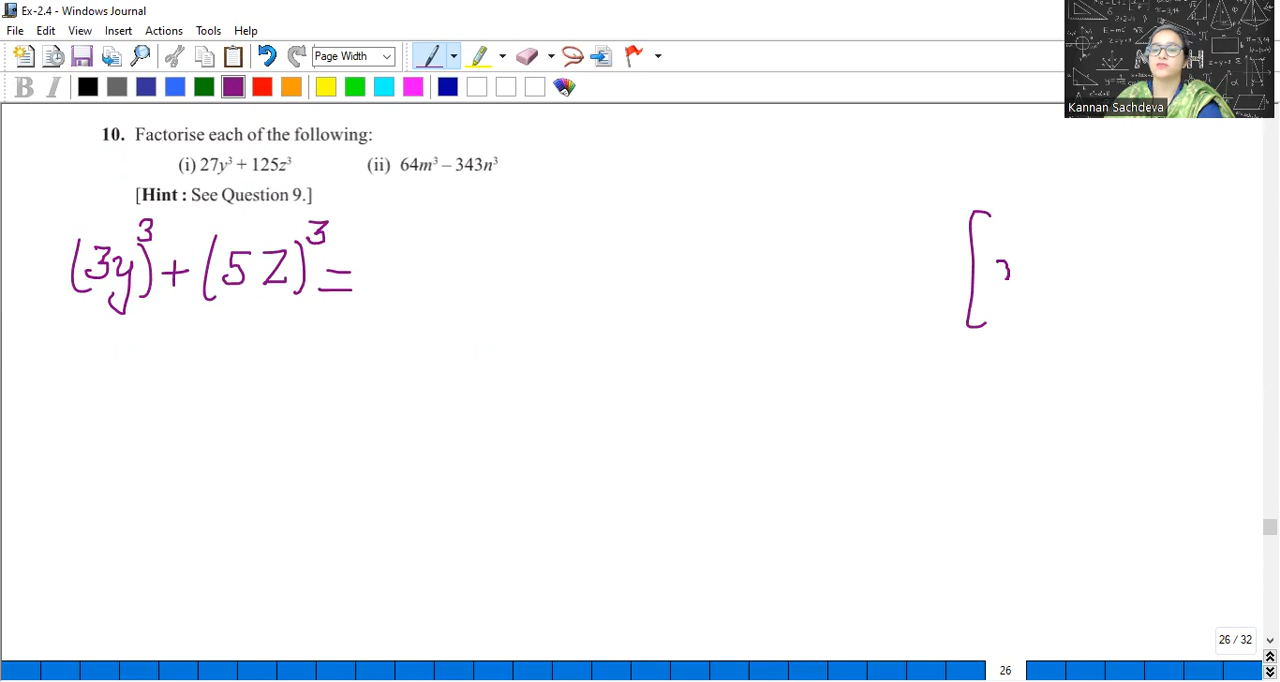 Ex-2.4 - Windows Journal
File Edit View Insert Actions Tools Help
Page Width
B I
Kannan Sachdeva
10. Factorise each of the following:
(i) 27y³ + 125z³ (ii) 64m³ – 343n³
[Hint : See Question 9.]
(3y)³ + (5Z)³ =
[
26 / 32
26